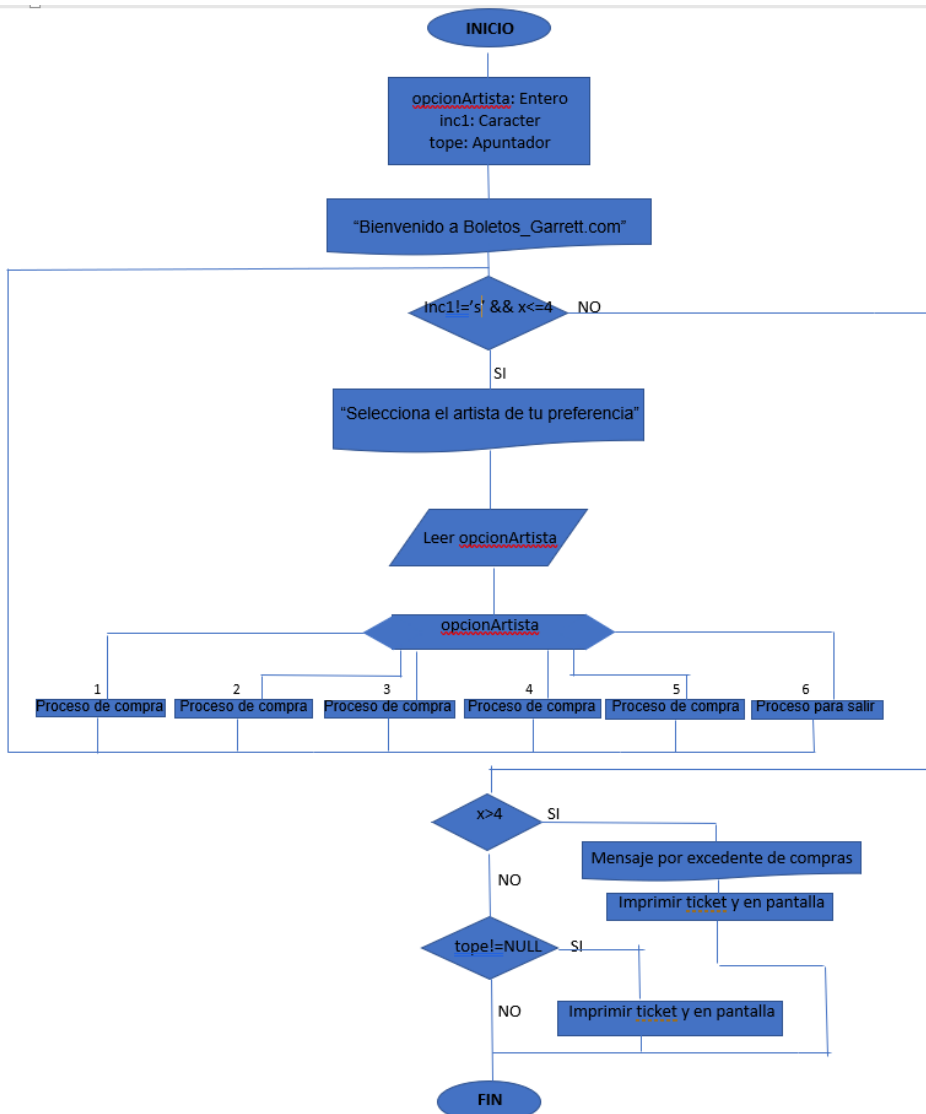 INICIO
opcionArtista: Entero
inc1: Caracter
tope: Apuntador
“Bienvenido a Boletos_Garrett.com”
Inc1!=’s’ && x<=4
NO
SI
“Selecciona el artista de tu preferencia”
Leer opcionArtista
opcionArtista
1
2
3
4
5
6
Proceso de compra
Proceso de compra
Proceso de compra
Proceso de compra
Proceso de compra
Proceso para salir
x>4
SI
Mensaje por excedente de compras
NO
Imprimir ticket y en pantalla
tope!=NULL
SI
NO
Imprimir ticket y en pantalla
FIN